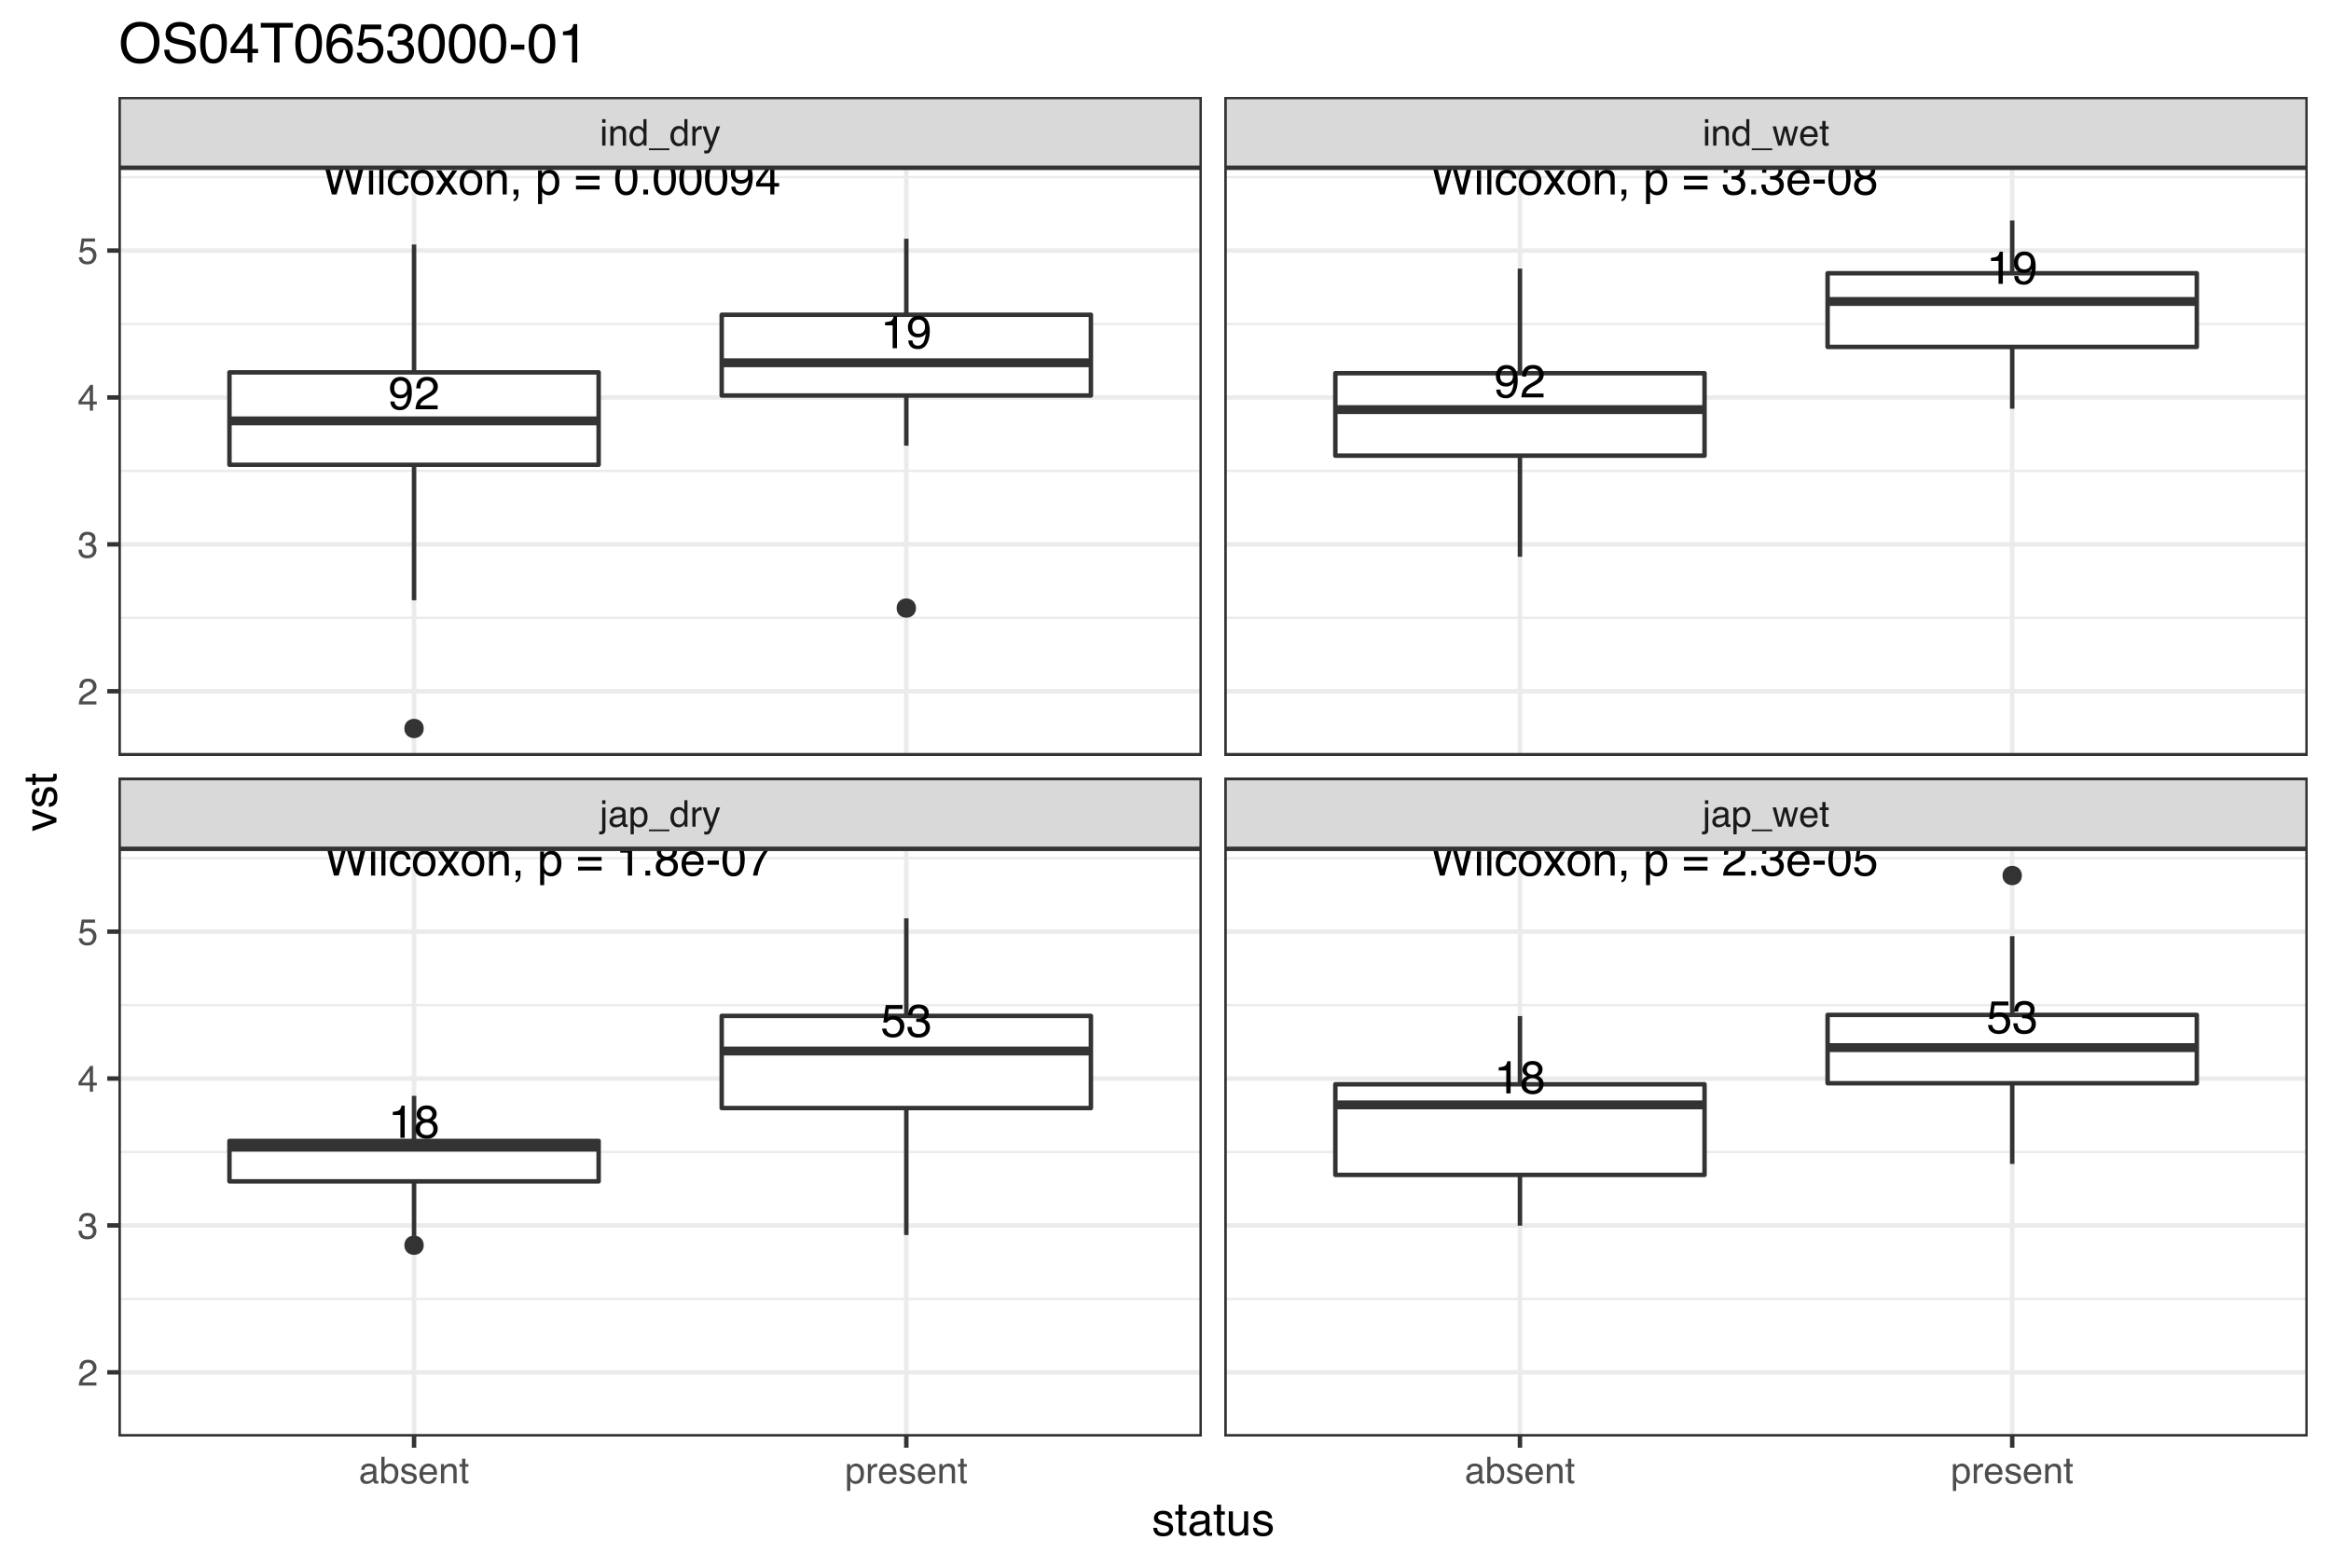 OS04T0653000-01
ind_dry
ind_wet
Wilcoxon, p = 0.00094
Wilcoxon, p = 3.3e-08
5
4
3
2
92
19
92
19
vst
jap_dry
jap_wet
Wilcoxon, p = 1.8e-07
Wilcoxon, p = 2.3e-05
5
4
3
2
18
53
18
53
absent
present
absent
present
status